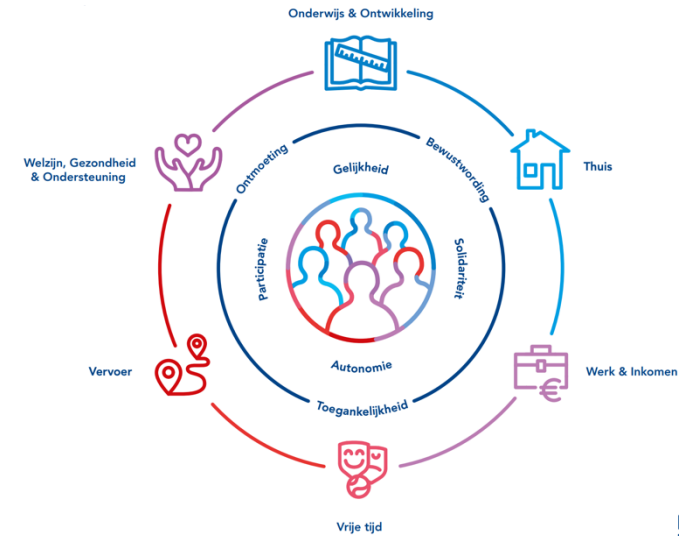 Onderwijs & Ontwikkeling
Welzijn, Gezondheid
& Ondersteuning
Thuis
Ontmoeting
Bewustwording
Gelijkheid
Participatie
Solidariteit
Autonomie
Toegankelijkheid
Vervoer
Werk & Inkomen
Vrije tijd